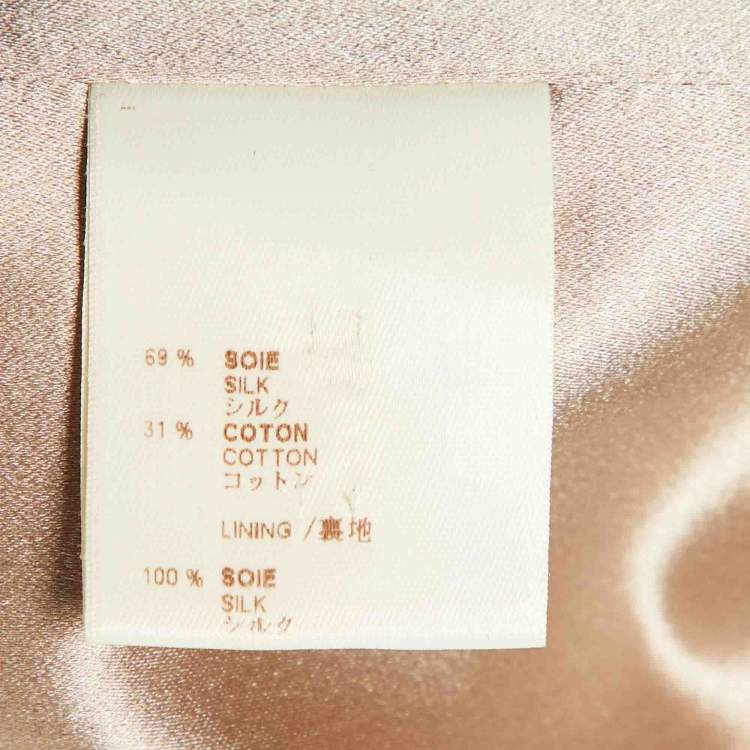 69 % SOIE
SILK
シルク
31 % COTON
COTTON
コットン
LINING / 裏地
100 % SOIE
SILK
シルク